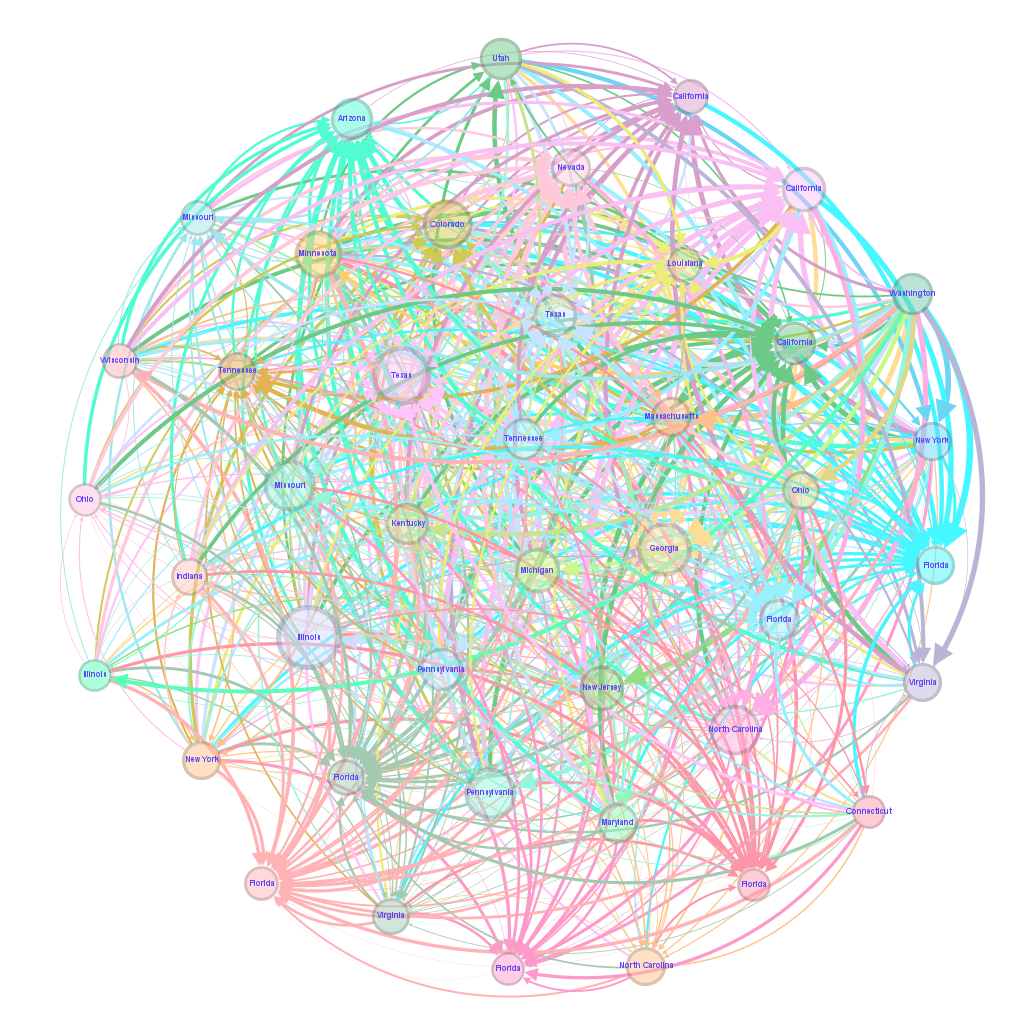 Utah
California
Arizona
Nevada
California
Missouri
Colorado
Minnesota
Louisiana
Washington
Texas
California
Wisconsin
Tennessee
Texas
Massachusetts
Tennessee
New York
Missouri
Ohio
Ohio
Kentucky
Georgia
Michigan
Florida
Indiana
Florida
Illinois
Pennsylvania
Illinois
New Jersey
Virginia
North Carolina
New York
Florida
Pennsylvania
Connecticut
Maryland
Florida
Florida
Virginia
North Carolina
Florida